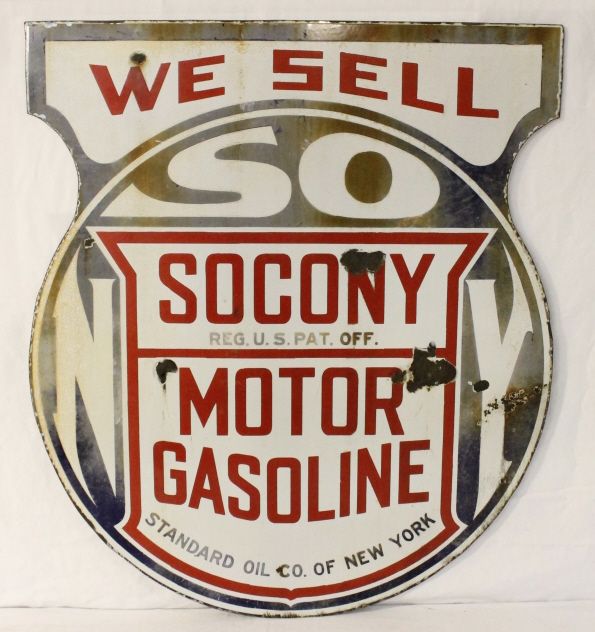 WE SELL
SO
N Y
SOCONY
REG. U. S. PAT. OFF.
MOTOR
GASOLINE
STANDARD OIL CO. OF NEW YORK